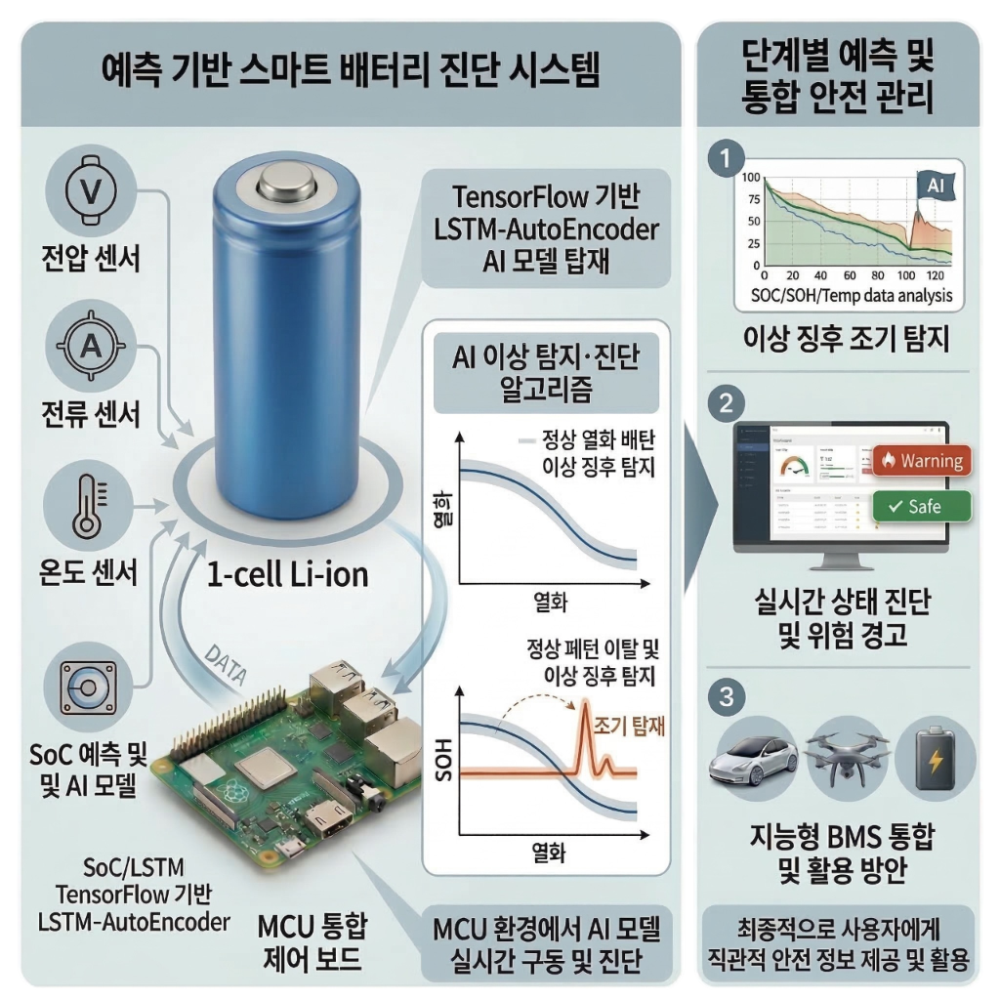 예측 기반 스마트 배터리 진단 시스템
V
전압 센서
A
전류 센서
온도 센서
SoC 예측 및
및 AI 모델
SoC/LSTM
TensorFlow 기반
LSTM-AutoEncoder
1-cell Li-ion
DATA
MCU 통합
제어 보드
TensorFlow 기반
LSTM-AutoEncoder
AI 모델 탑재
AI 이상 탐지·진단
알고리즘
정상 열화 배탄
이상 징후 탐지
열화
열화
정상 페턴 이탈 및
이상 징후 탐지
조기 탐재
SOH
열화
MCU 환경에서 AI 모델
실시간 구동 및 진단
단계별 예측 및
통합 안전 관리
1
AI
100
75
50
25
0
0 20 40 60 80 100 120
SOC/SOH/Temp data analysis
이상 징후 조기 탐지
2
Warning
Safe
실시간 상태 진단
및 위험 경고
3
지능형 BMS 통합
및 활용 방안
최종적으로 사용자에게
직관적 안전 정보 제공 및 활용